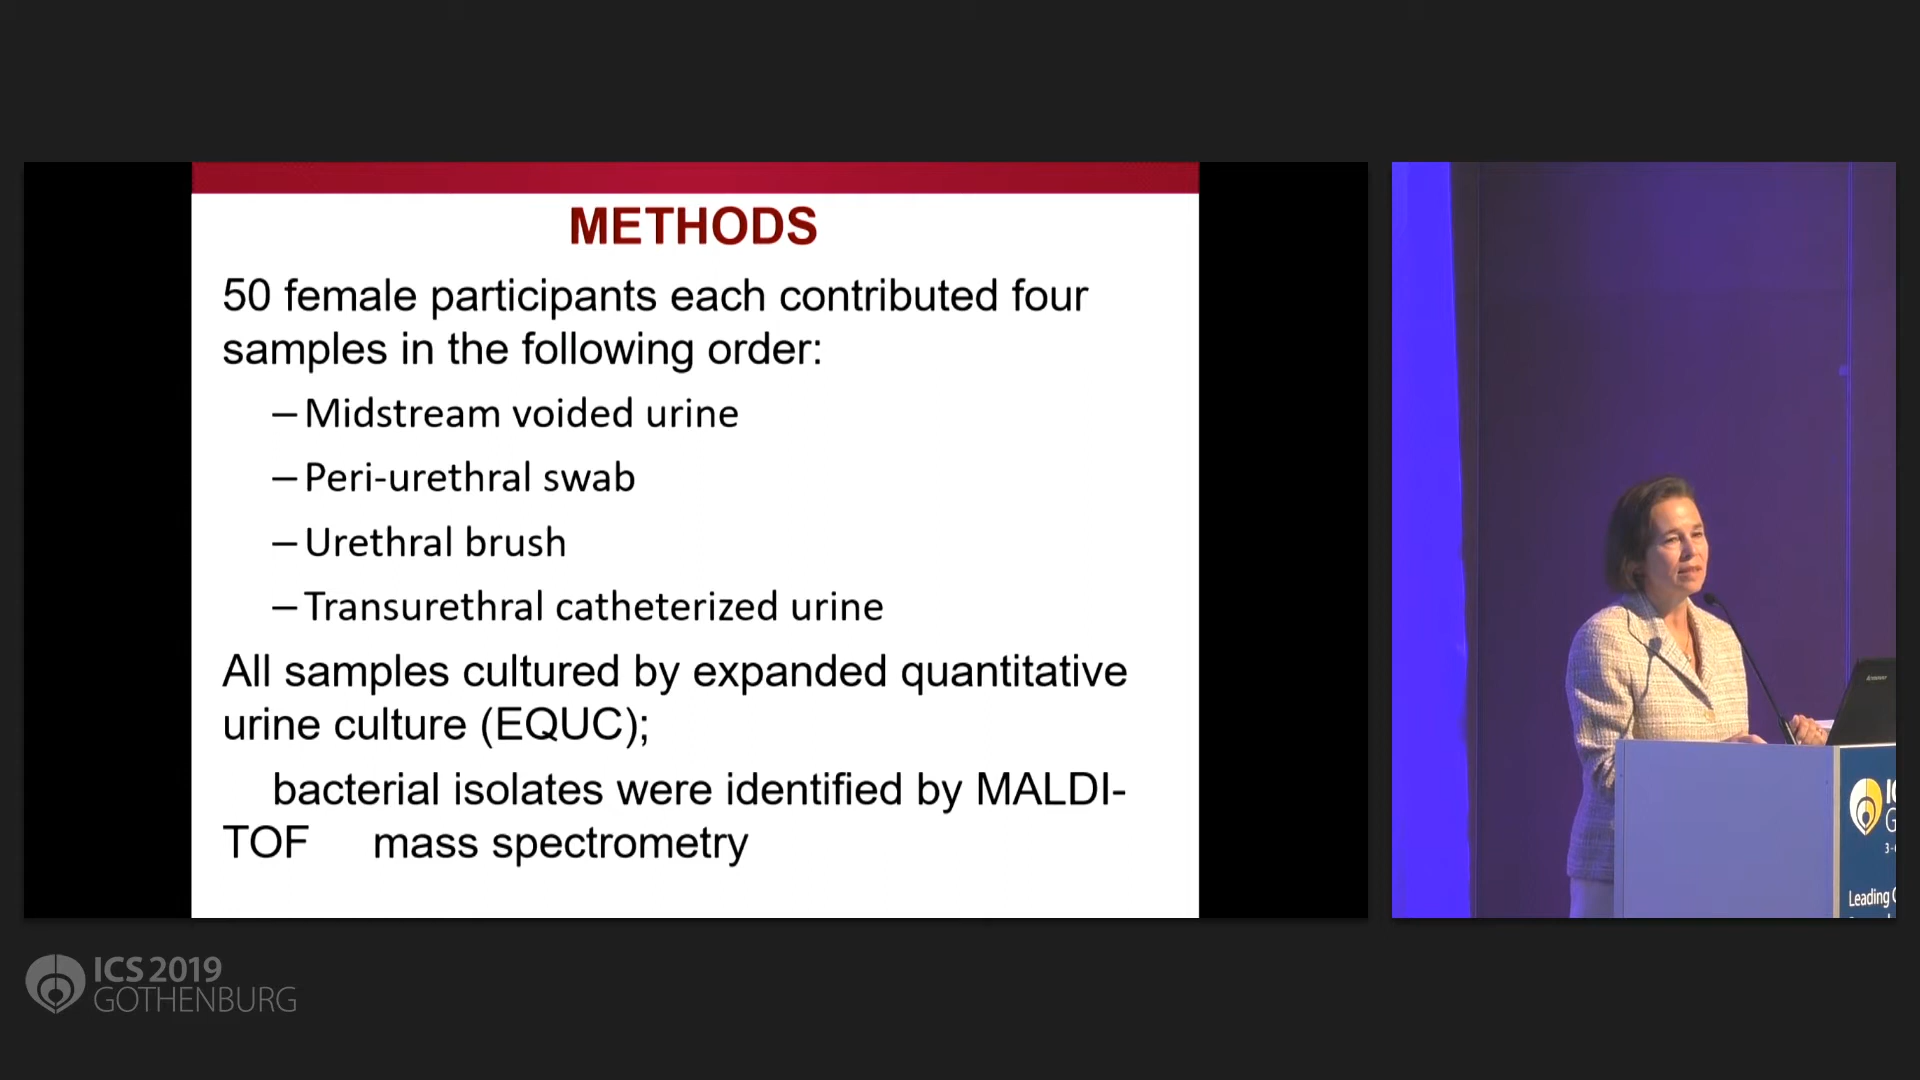 METHODS
50 female participants each contributed four
samples in the following order:
– Midstream voided urine
– Peri-urethral swab
– Urethral brush
– Transurethral catheterized urine
All samples cultured by expanded quantitative
urine culture (EQUC);
bacterial isolates were identified by MALDI-
TOF mass spectrometry
Lenovo
Leading
ICS 2019
GOTHENBURG